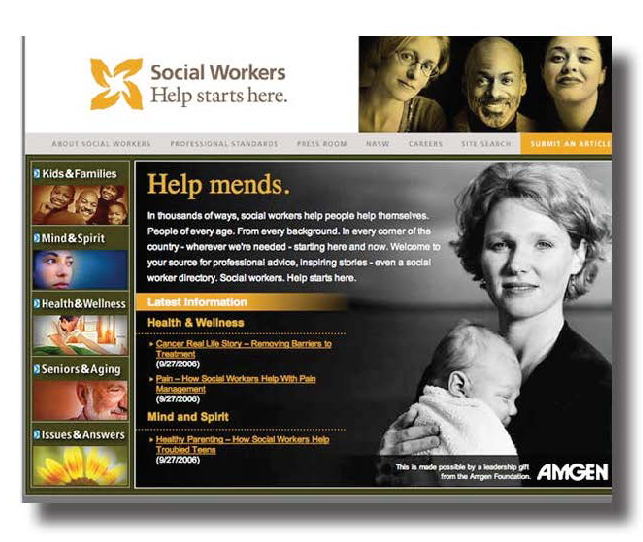 Social Workers
Help starts here.
ABOUT SOCIAL WORKERS PROFESSIONAL STANDARDS PRESS ROOM NASW CAREERS SITE SEARCH SUBMIT AN ARTICLE
Kids & Families
Mind & Spirit
Health & Wellness
Seniors & Aging
Issues & Answers
Help mends.
In thousands of ways, social workers help people help themselves.
People of every age. From every background. In every corner of the
country - wherever we're needed - starting here and now. Welcome to
your source for professional advice, inspiring stories - even a social
worker directory. Social workers. Help starts here.
Latest Information
Health & Wellness
Cancer Real Life Story – Removing Barriers to
Treatment
(9/27/2006)
Pain – How Social Workers Help With Pain
Management
(9/27/2006)
Mind and Spirit
Healthy Parenting – How Social Workers Help
Troubled Teens
(9/27/2006)
This is made possible by a leadership gift
from the Amgen Foundation.
AMGEN